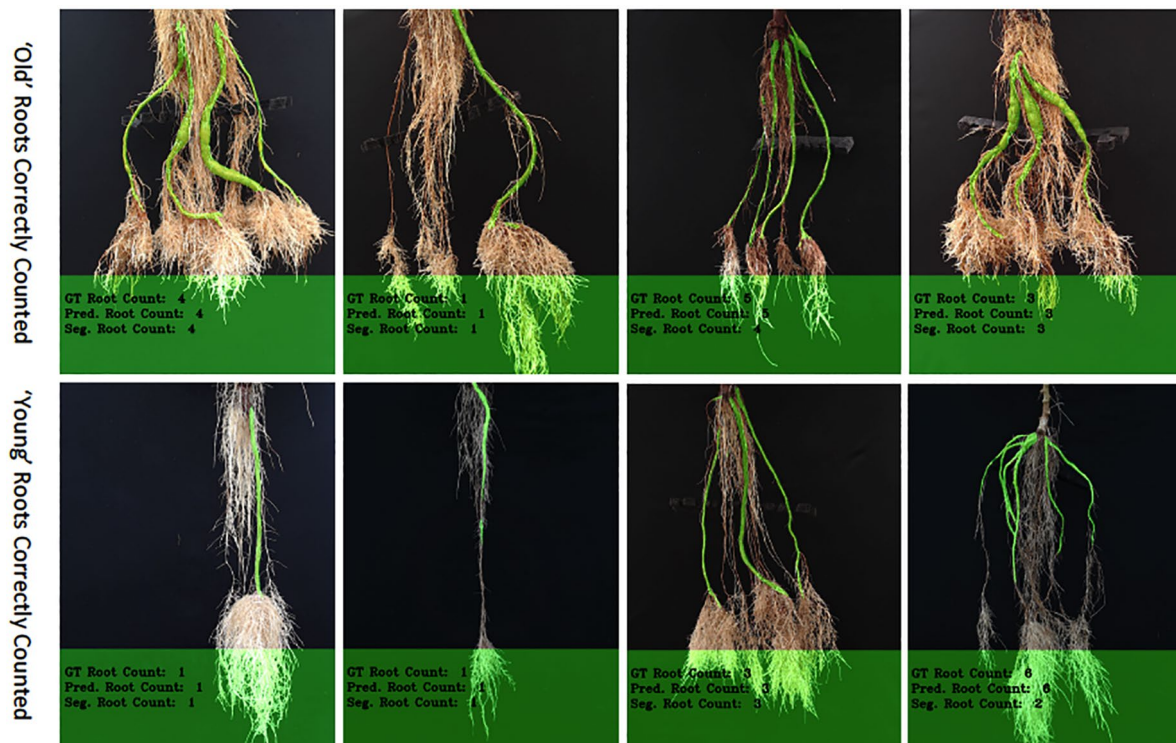 'Old' Roots Correctly Counted
GT Root Count: 4
Pred. Root Count: 4
Seg. Root Count: 4
GT Root Count: 1
Pred. Root Count: 1
Seg. Root Count: 1
GT Root Count: 5
Pred. Root Count: 5
Seg. Root Count: 4
GT Root Count: 3
Pred. Root Count: 3
Seg. Root Count: 3
'Young' Roots Correctly Counted
GT Root Count: 1
Pred. Root Count: 1
Seg. Root Count: 1
GT Root Count: 1
Pred. Root Count: 1
Seg. Root Count: 1
GT Root Count: 3
Pred. Root Count: 3
Seg. Root Count: 3
GT Root Count: 6
Pred. Root Count: 6
Seg. Root Count: 2